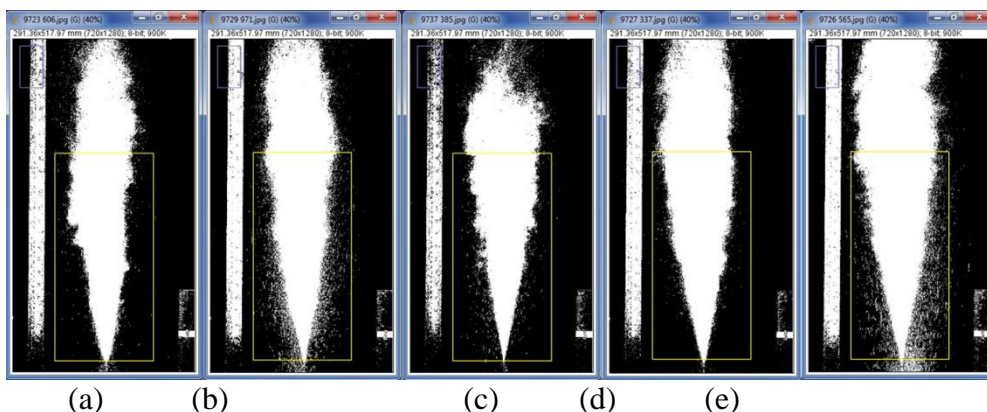 9723 606.jpg (G) (40%)
291.36x517.97 mm (720x1280); 8-bit; 900K
9729 971.jpg (G) (40%)
291.36x517.97 mm (720x1280); 8-bit; 900K
9737 385.jpg (G) (40%)
291.36x517.97 mm (720x1280); 8-bit; 900K
9727 337.jpg (G) (40%)
291.36x517.97 mm (720x1280); 8-bit; 900K
9726 565.jpg (G) (40%)
291.36x517.97 mm (720x1280); 8-bit; 900K
(a) (b) (c) (d) (e)